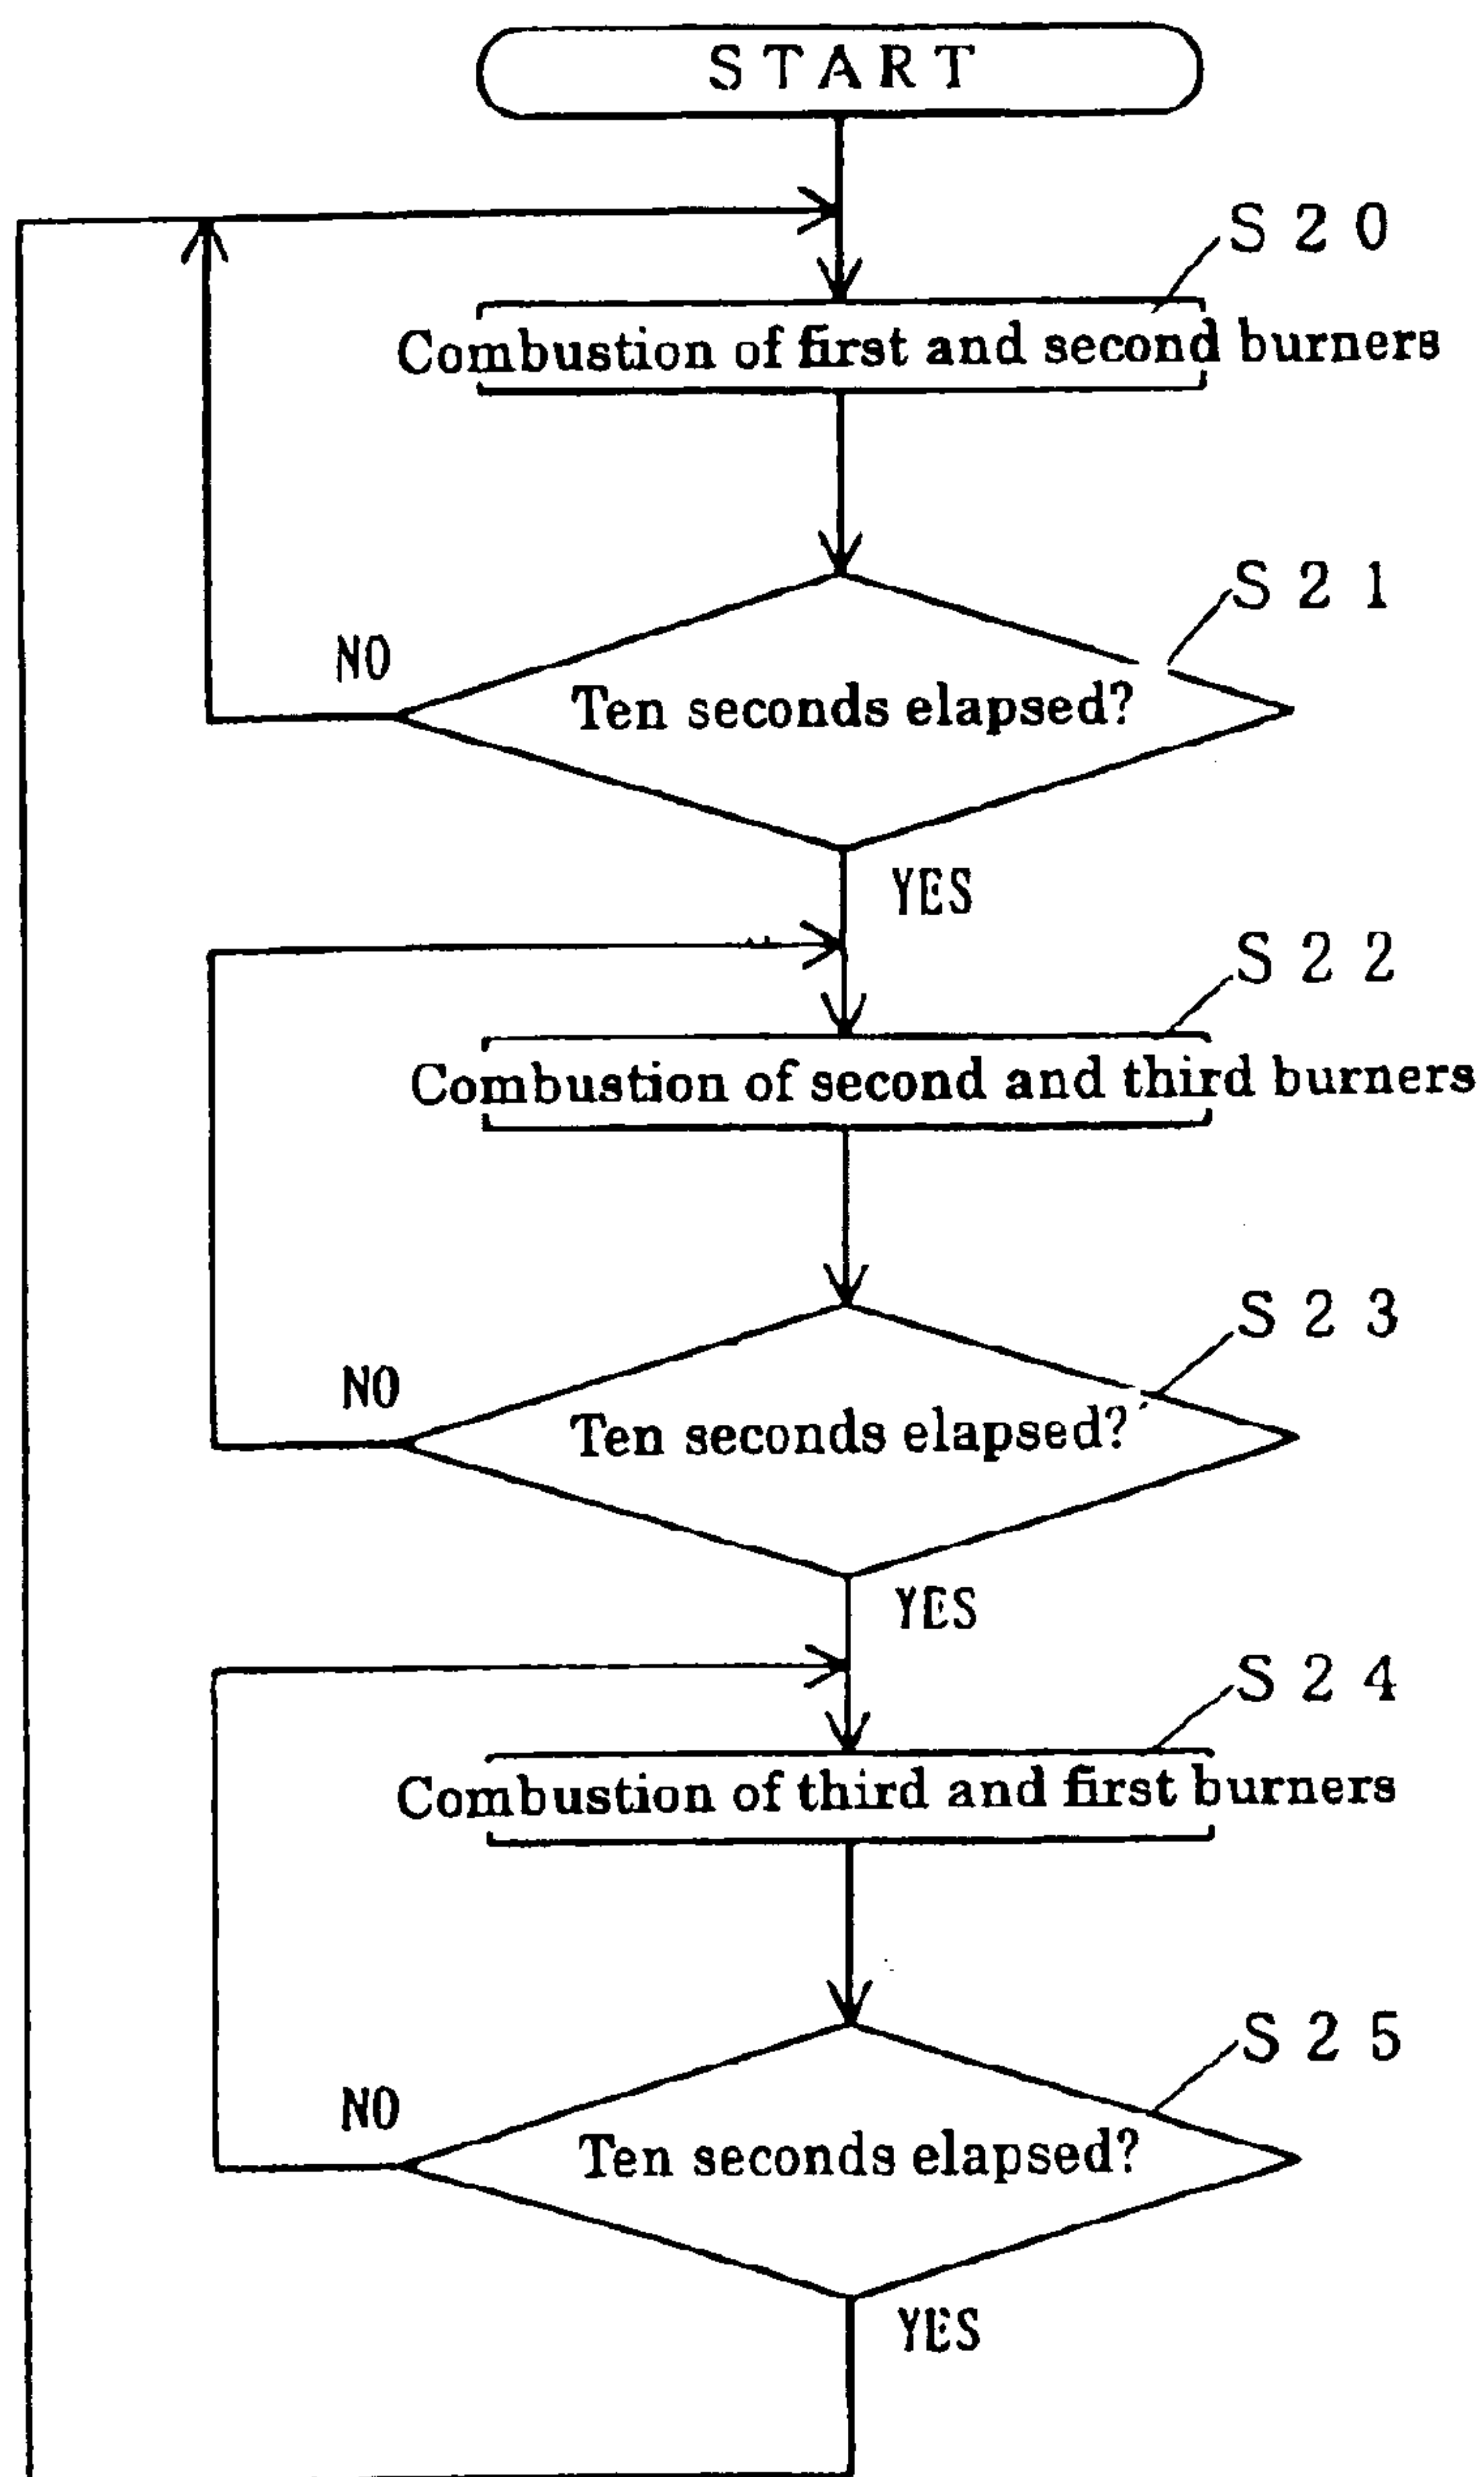 START
S20
Combustion of first and second burners
S21
NO
Ten seconds elapsed?
YES
S22
Combustion of second and third burners
S23
NO
Ten seconds elapsed?
YES
S24
Combustion of third and first burners
S25
NO
Ten seconds elapsed?
YES